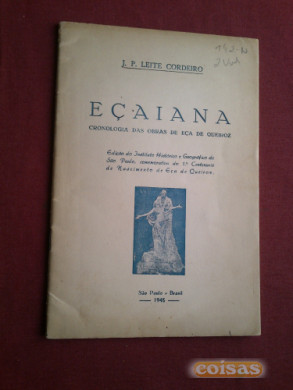 J. P. LEITE CORDEIRO
EÇAIANA
CRONOLOGIA DAS OBRAS DE EÇA DE QUEIROZ
Edição do Instituto Histórico e Geográfico de
São Paulo, comemorativa do 1º Centenário
do Nascimento de Eça de Queiroz.
São Paulo - Brasil
1945
coisas